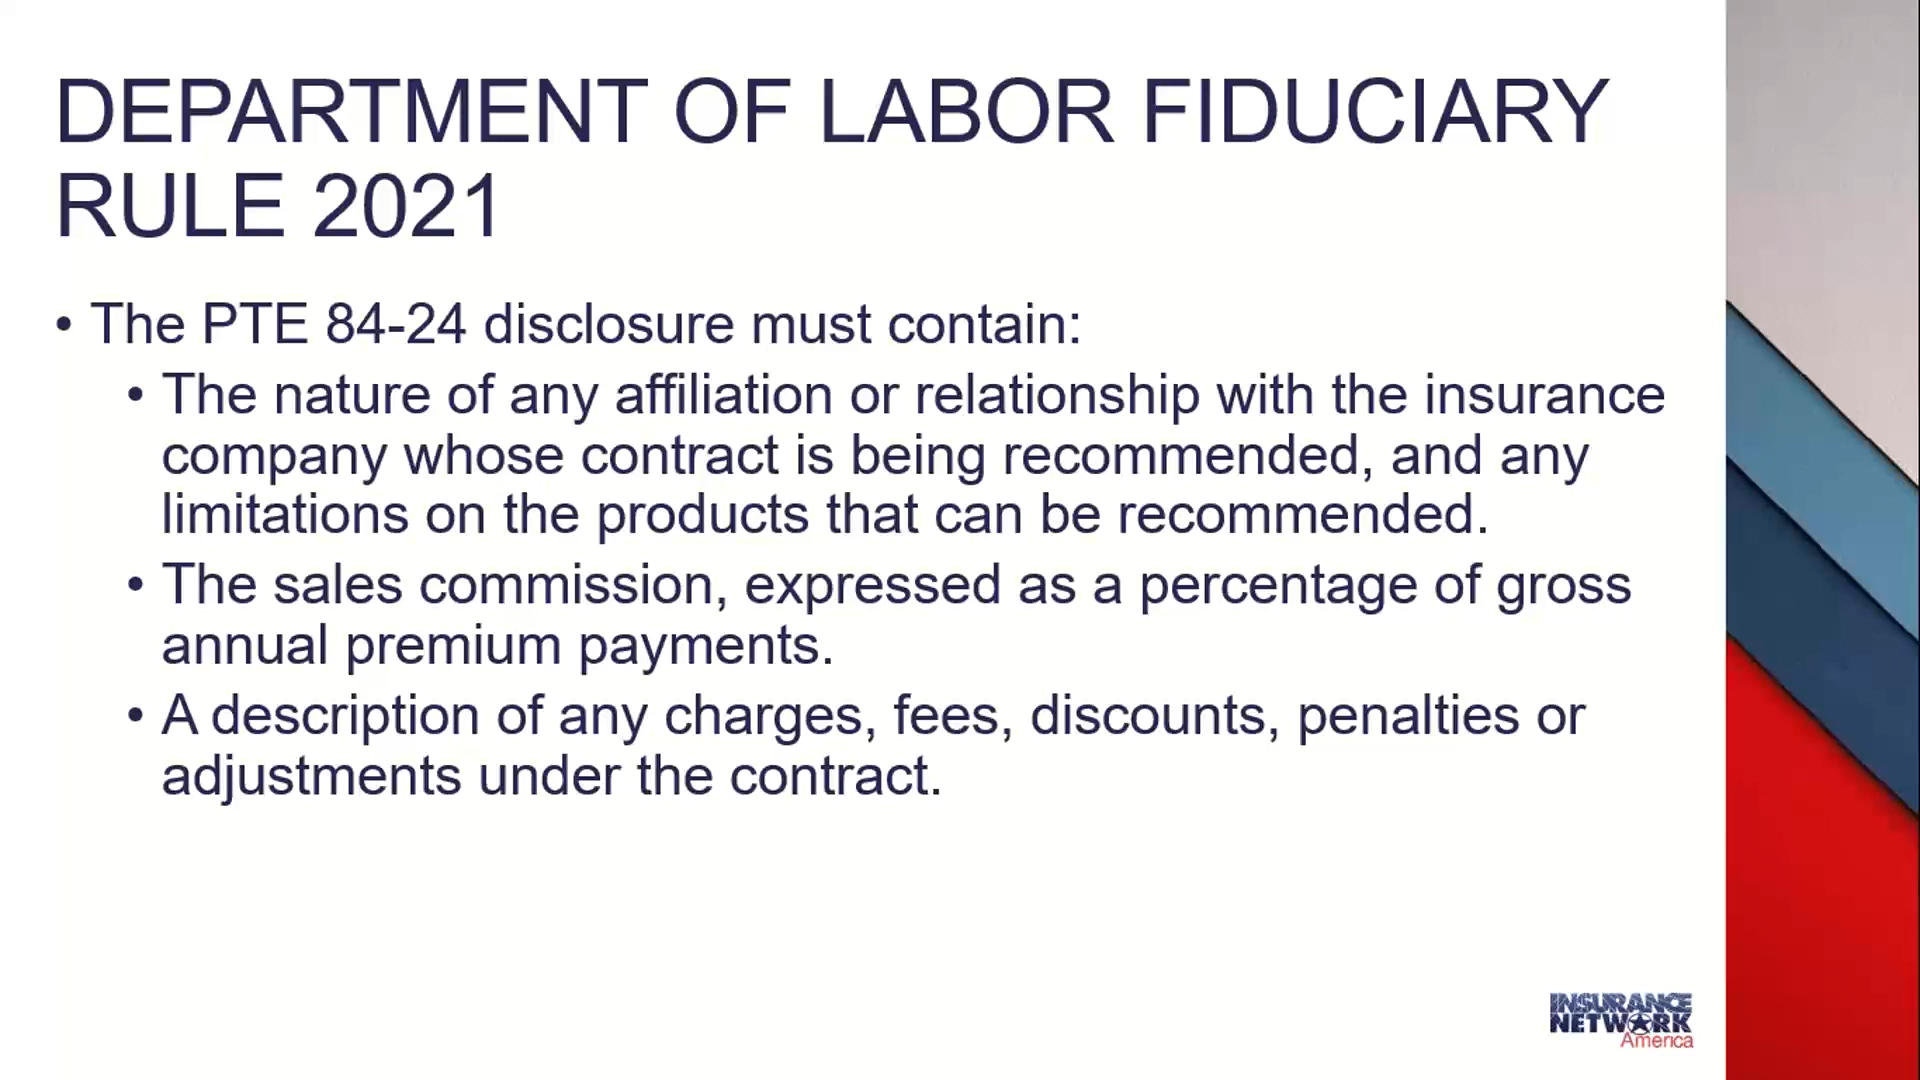 DEPARTMENT OF LABOR FIDUCIARY
RULE 2021
• The PTE 84-24 disclosure must contain:
• The nature of any affiliation or relationship with the insurance
company whose contract is being recommended, and any
limitations on the products that can be recommended.
• The sales commission, expressed as a percentage of gross
annual premium payments.
• A description of any charges, fees, discounts, penalties or
adjustments under the contract.
INSURANCE
NETWORK
America